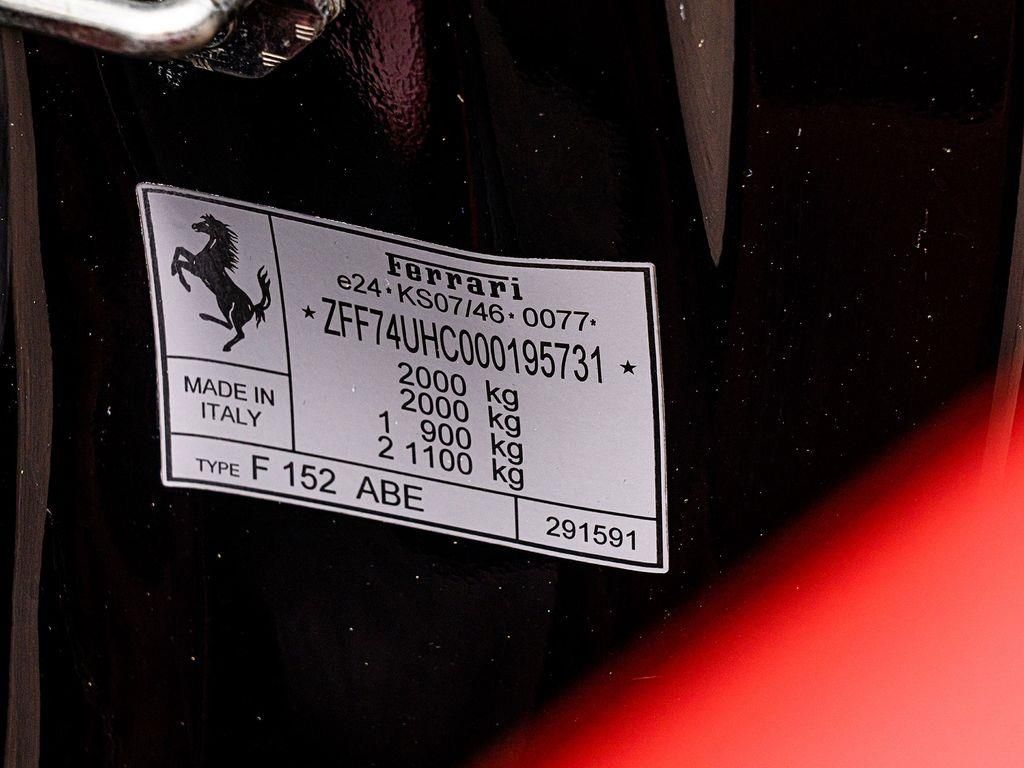 Ferrari
e24*KS07/46*0077*
★ZFF74UHC000195731★
2000 kg
2000 kg
1 900 kg
2 1100 kg
MADE IN
ITALY
TYPE F 152 ABE
291591